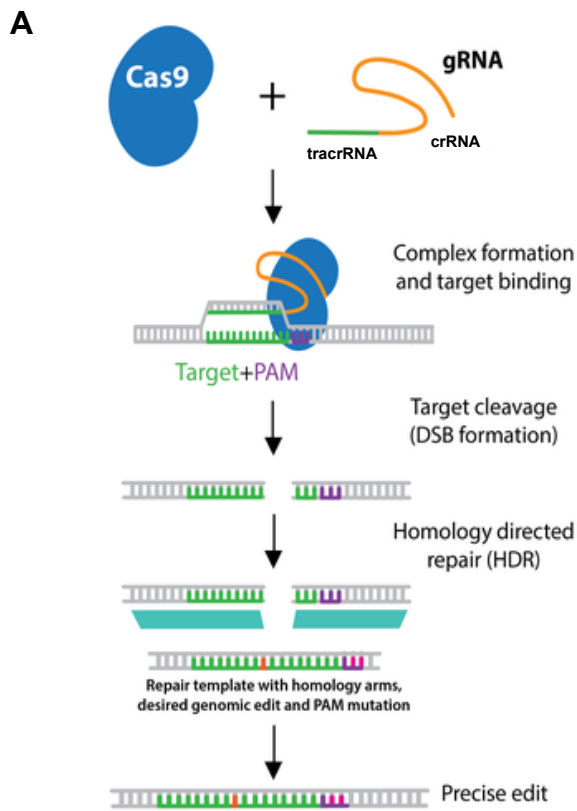 A
Cas9
+
gRNA
tracrRNA
crRNA
Complex formation
and target binding
Target+PAM
Target cleavage
(DSB formation)
Homology directed
repair (HDR)
Repair template with homology arms,
desired genomic edit and PAM mutation
Precise edit